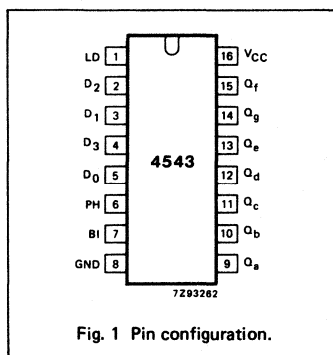 LD 1 16 VCC
D2 2 15 Qf
D1 3 14 Qg
D3 4 13 Qe
4543
D0 5 12 Qd
PH 6 11 Qc
BI 7 10 Qb
GND 8 9 Qa
7Z93262
Fig. 1 Pin configuration.